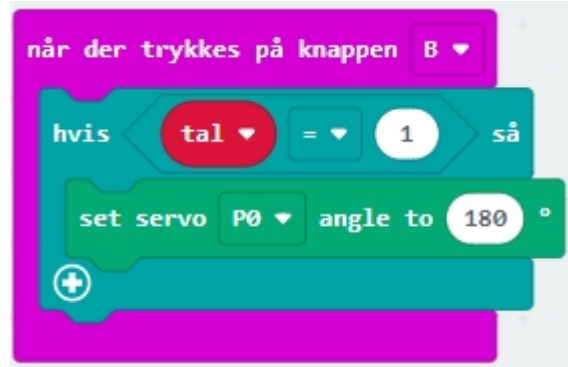 når der trykkes på knappen B
hvis tal = 1 så
set servo P0 angle to 180 °